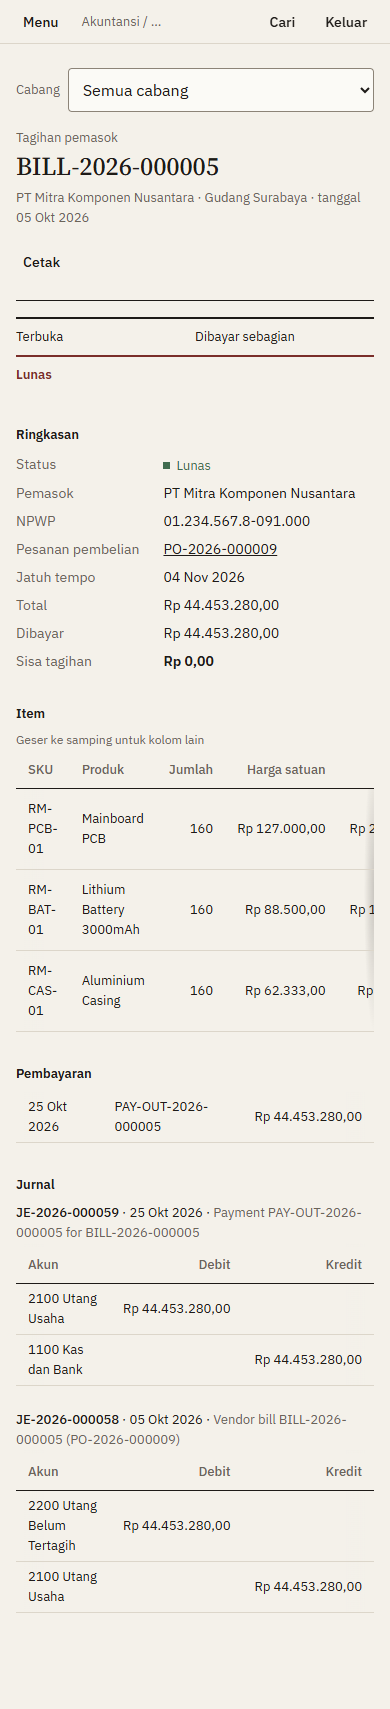 Menu Akuntansi / ... Cari Keluar
Cabang Semua cabang
Tagihan pemasok
BILL-2026-000005
PT Mitra Komponen Nusantara · Gudang Surabaya · tanggal
05 Okt 2026
Cetak
Terbuka Dibayar sebagian
Lunas
Ringkasan
Status Lunas
Pemasok PT Mitra Komponen Nusantara
NPWP 01.234.567.8-091.000
Pesanan pembelian PO-2026-000009
Jatuh tempo 04 Nov 2026
Total Rp 44.453.280,00
Dibayar Rp 44.453.280,00
Sisa tagihan Rp 0,00
Item
Geser ke samping untuk kolom lain
SKU Produk Jumlah Harga satuan
RM-
PCB-
01
Mainboard
PCB
160 Rp 127.000,00 Rp 2
RM-
BAT-
01
Lithium
Battery
3000mAh
160 Rp 88.500,00 Rp 1
RM-
CAS-
01
Aluminium
Casing
160 Rp 62.333,00 Rp
Pembayaran
25 Okt
2026
PAY-OUT-2026-
000005
Rp 44.453.280,00
Jurnal
JE-2026-000059 · 25 Okt 2026 · Payment PAY-OUT-2026-
000005 for BILL-2026-000005
Akun Debit Kredit
2100 Utang
Usaha
Rp 44.453.280,00
1100 Kas
dan Bank
Rp 44.453.280,00
JE-2026-000058 · 05 Okt 2026 · Vendor bill BILL-2026-
000005 (PO-2026-000009)
Akun Debit Kredit
2200 Utang
Belum
Tertagih
Rp 44.453.280,00
2100 Utang
Usaha
Rp 44.453.280,00